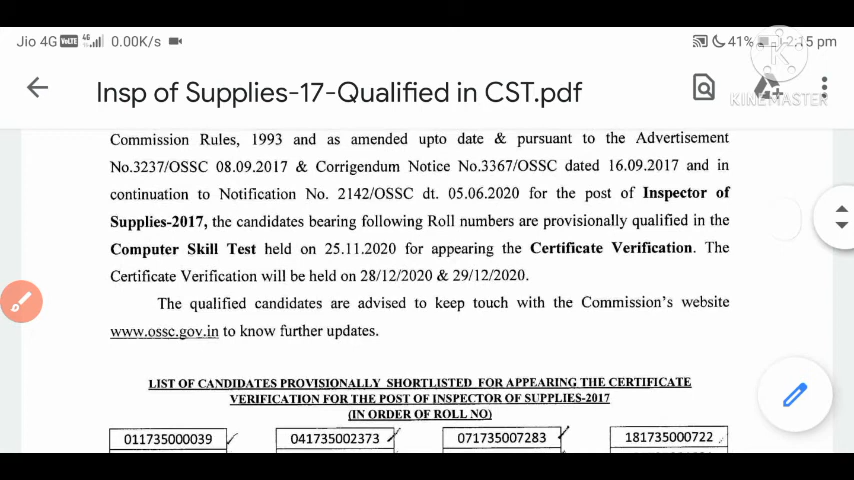 Jio 4G VoLTE 4G 0.00K/s 41% 2:15 pm
Insp of Supplies-17-Qualified in CST.pdf
KINEMASTER
Commission Rules, 1993 and as amended upto date & pursuant to the Advertisement
No.3237/OSSC 08.09.2017 & Corrigendum Notice No.3367/OSSC dated 16.09.2017 and in
continuation to Notification No. 2142/OSSC dt. 05.06.2020 for the post of Inspector of
Supplies-2017, the candidates bearing following Roll numbers are provisionally qualified in the
Computer Skill Test held on 25.11.2020 for appearing the Certificate Verification. The
Certificate Verification will be held on 28/12/2020 & 29/12/2020.
The qualified candidates are advised to keep touch with the Commission's website
www.ossc.gov.in to know further updates.
LIST OF CANDIDATES PROVISIONALLY SHORTLISTED FOR APPEARING THE CERTIFICATE
VERIFICATION FOR THE POST OF INSPECTOR OF SUPPLIES-2017
(IN ORDER OF ROLL NO)
011735000039 041735002373 071735007283 181735000722